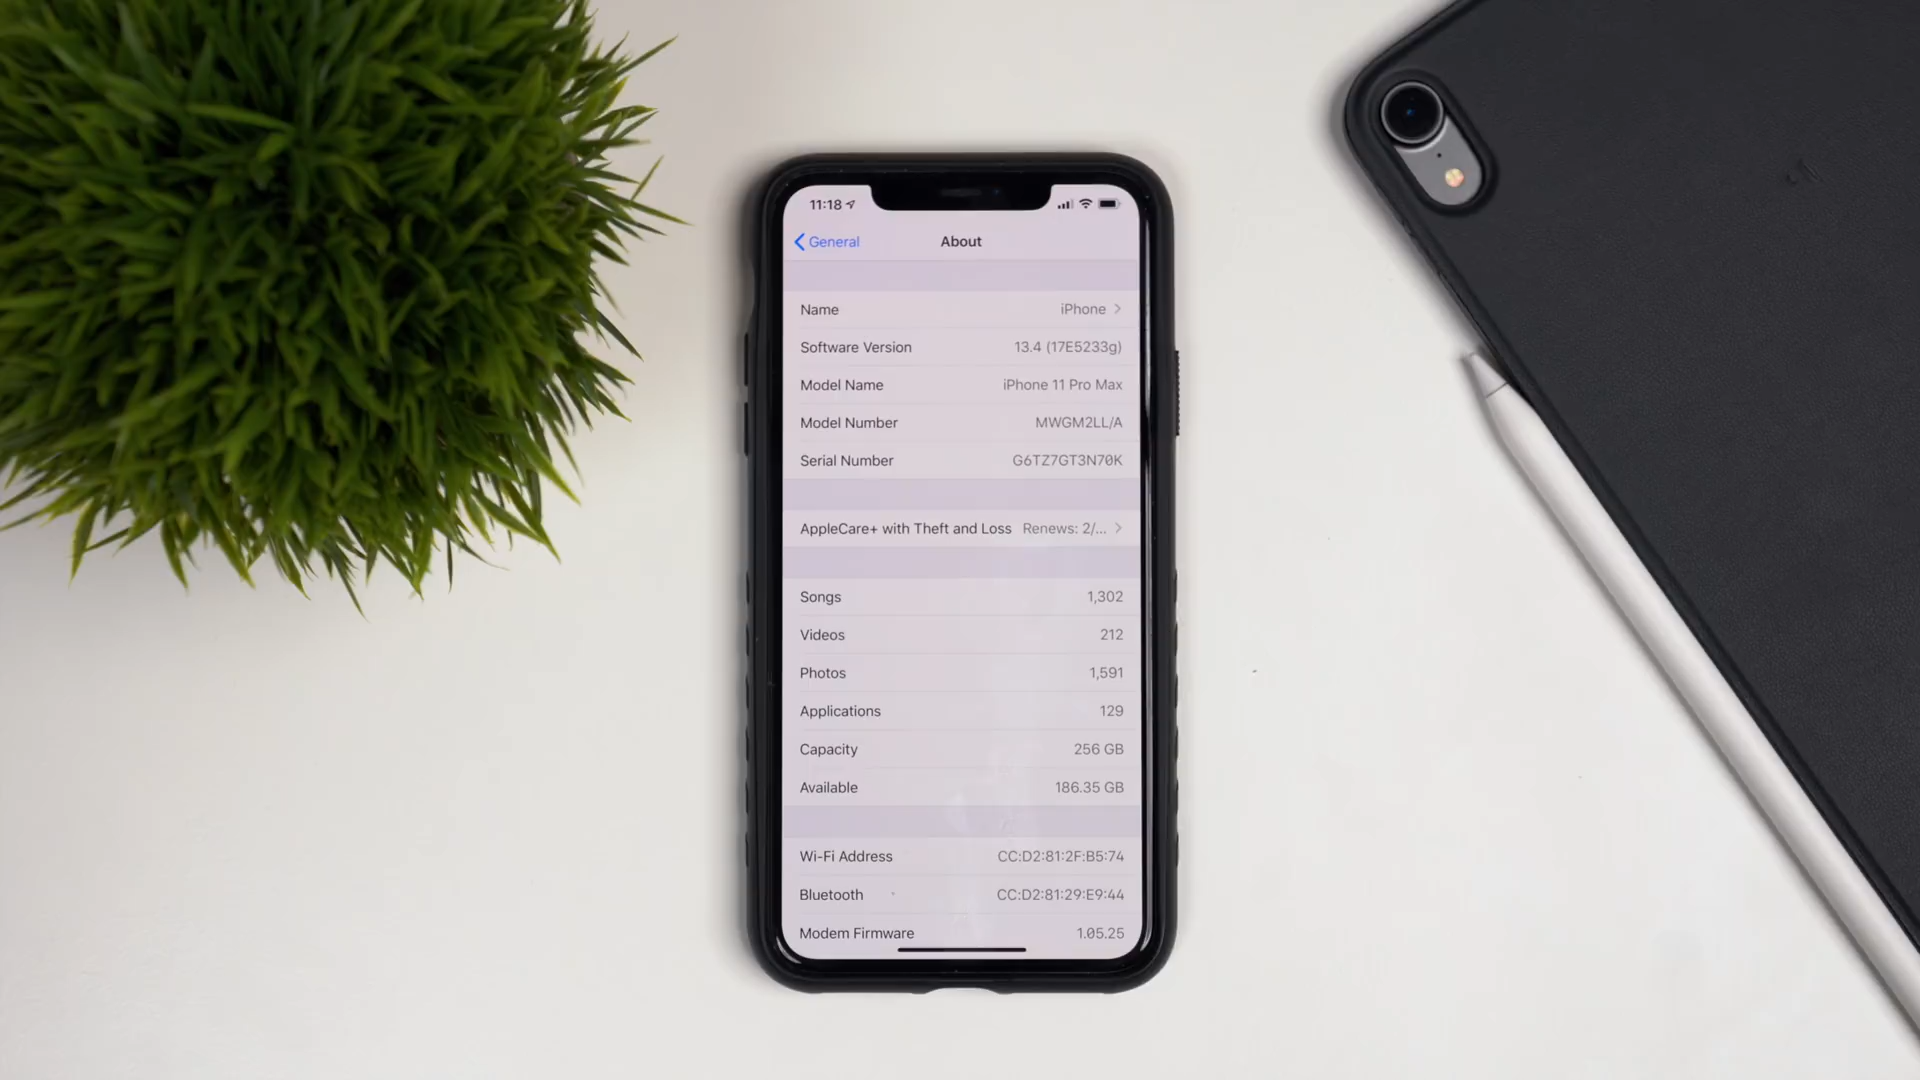 11:18
General
About
Name iPhone
Software Version 13.4 (17E5233g)
Model Name iPhone 11 Pro Max
Model Number MWGM2LL/A
Serial Number G6TZ7GT3N70K
AppleCare+ with Theft and Loss Renews: 2/...
Songs 1,302
Videos 212
Photos 1,591
Applications 129
Capacity 256 GB
Available 186.35 GB
Wi-Fi Address CC:D2:81:2F:B5:74
Bluetooth CC:D2:81:29:E9:44
Modem Firmware 1.05.25